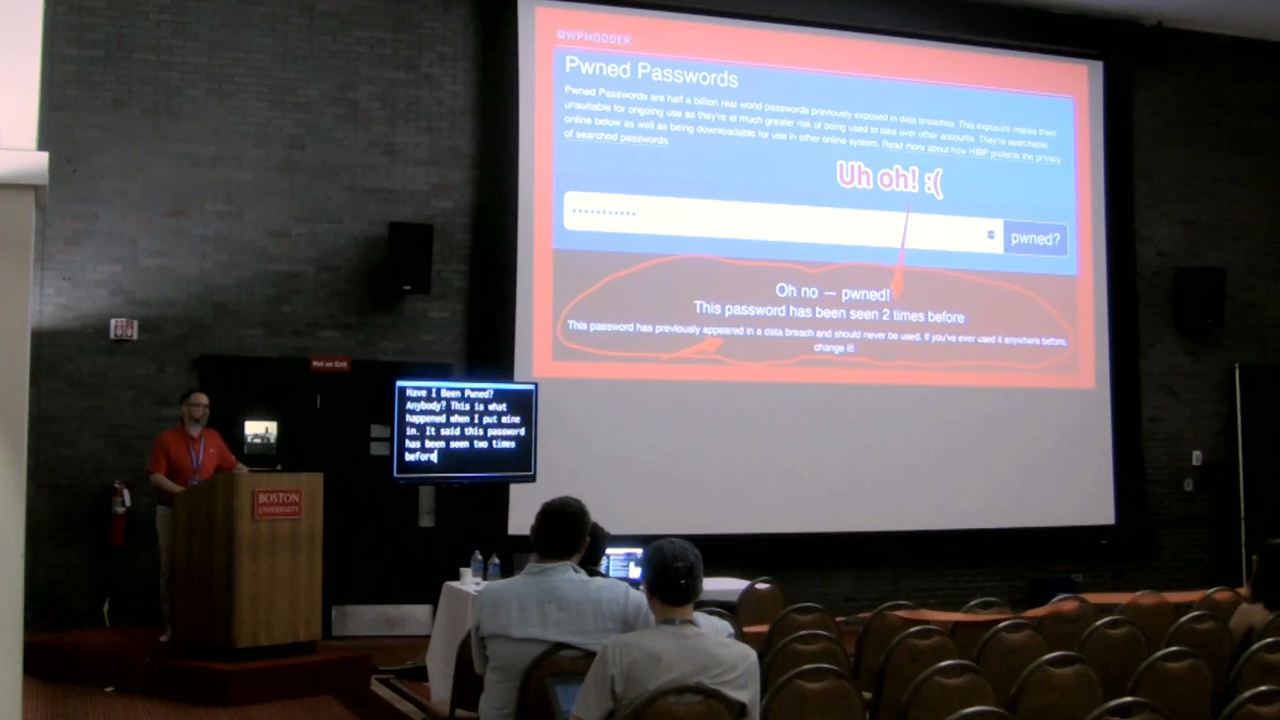 @WPMODDER
Pwned Passwords
Pwned Passwords are half a billion real world passwords previously exposed in data breaches. This exposure makes them
unsuitable for ongoing use as they're at much greater risk of being used to take over other accounts. They're searchable
online below as well as being downloadable for use in other online system. Read more about how HIBP protects the privacy
of searched passwords
Uh oh! :(
pwned?
Oh no — pwned!
This password has been seen 2 times before
This password has previously appeared in a data breach and should never be used. If you've ever used it anywhere before,
change it!
Not an Exit
Have I Been Pwned?
Anybody? This is what
happened when I put mine
in. It said this password
has been seen two times
before
BOSTON
UNIVERSITY